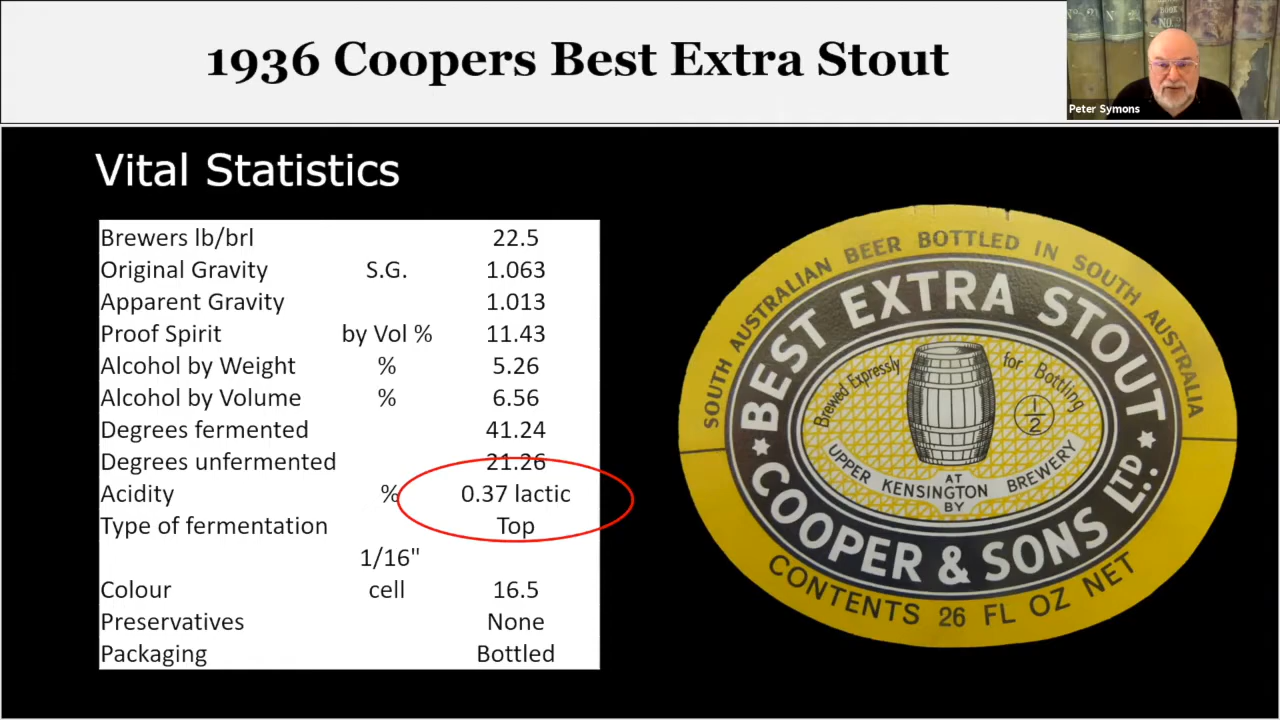 1936 Coopers Best Extra Stout
BOOK
NO. 2
Peter Symons
Vital Statistics
Brewers lb/brl 22.5
Original Gravity S.G. 1.063
Apparent Gravity 1.013
Proof Spirit by Vol % 11.43
Alcohol by Weight % 5.26
Alcohol by Volume % 6.56
Degrees fermented 41.24
Degrees unfermented 21.26
Acidity % 0.37 lactic
Type of fermentation Top
1/16"
Colour cell 16.5
Preservatives None
Packaging Bottled
SOUTH AUSTRALIAN BEER BOTTLED IN SOUTH AUSTRALIA
BEST EXTRA STOUT
Brewed Expressly for Bottling
1/2
UPPER KENSINGTON BREWERY
AT
BY
COOPER & SONS LTD.
CONTENTS 26 FL OZ NET